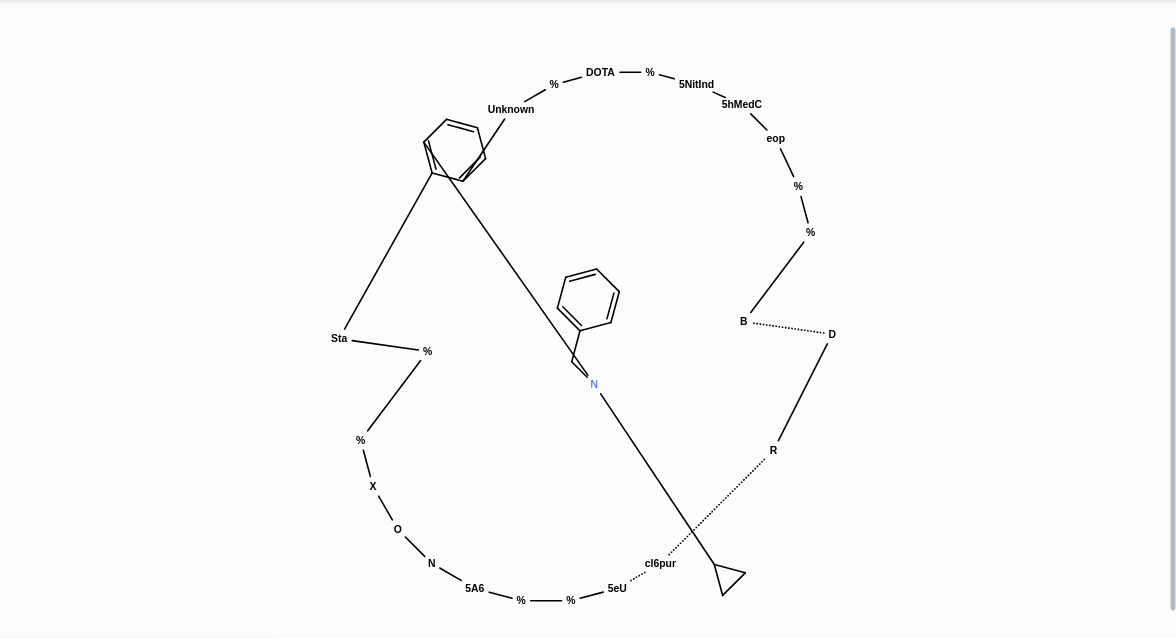 DOTA
%
%
5NitInd
5hMedC
Unknown
eop
%
%
B
D
Sta
%
N
%
R
X
O
N
cl6pur
5A6
5eU
%
%